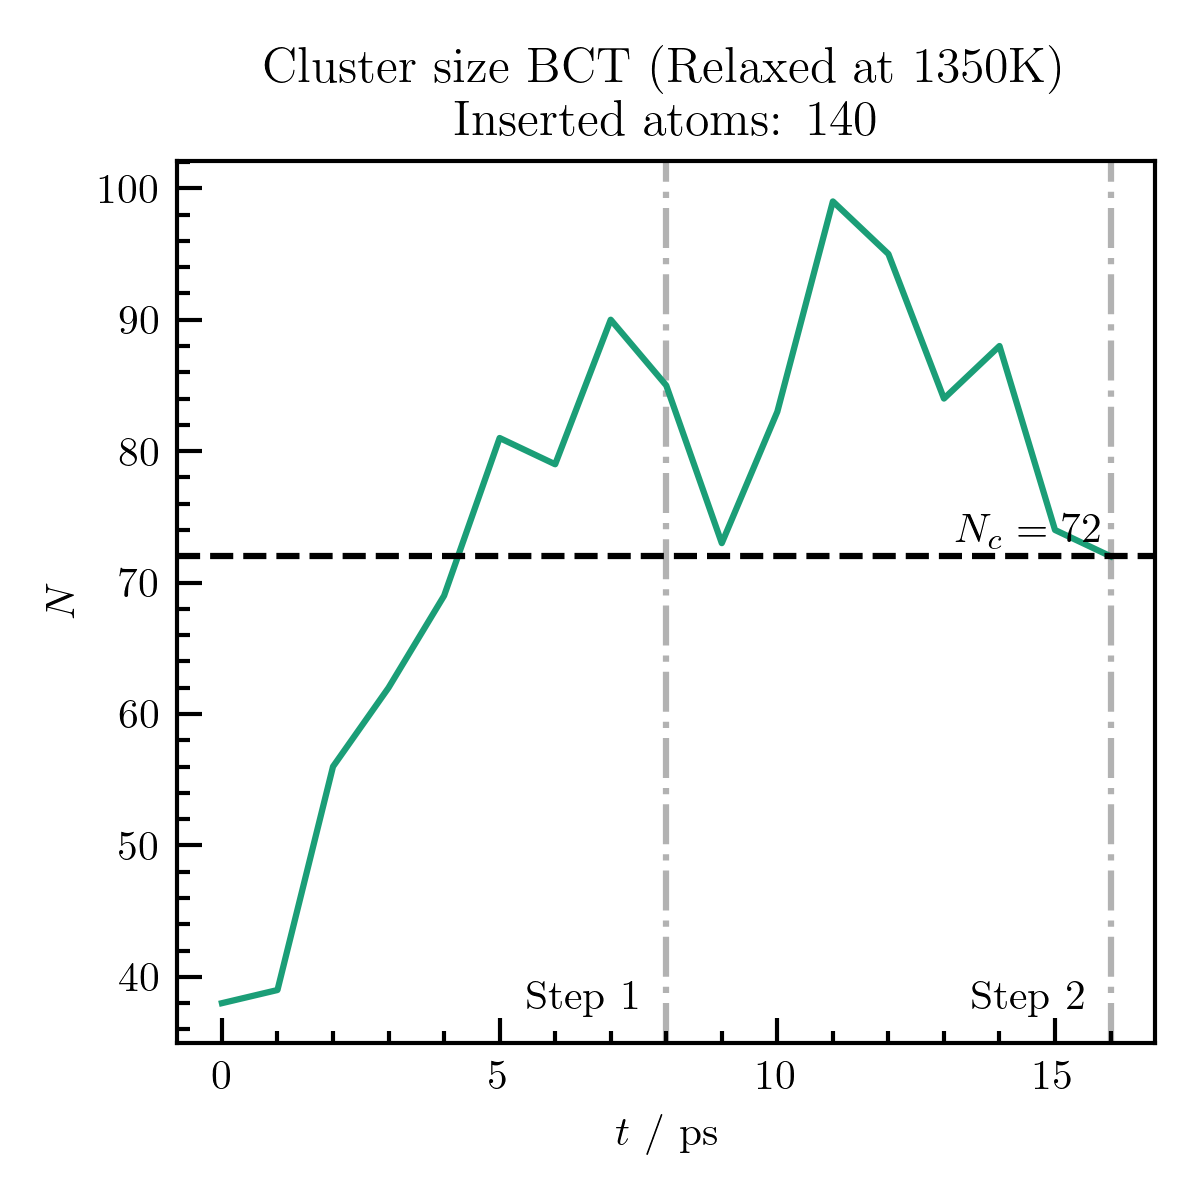 Cluster size BCT (Relaxed at 1350K)
Inserted atoms: 140
100
90
80
70
60
50
40
N
N_c = 72
Step 1
Step 2
0
5
10
15
t / ps